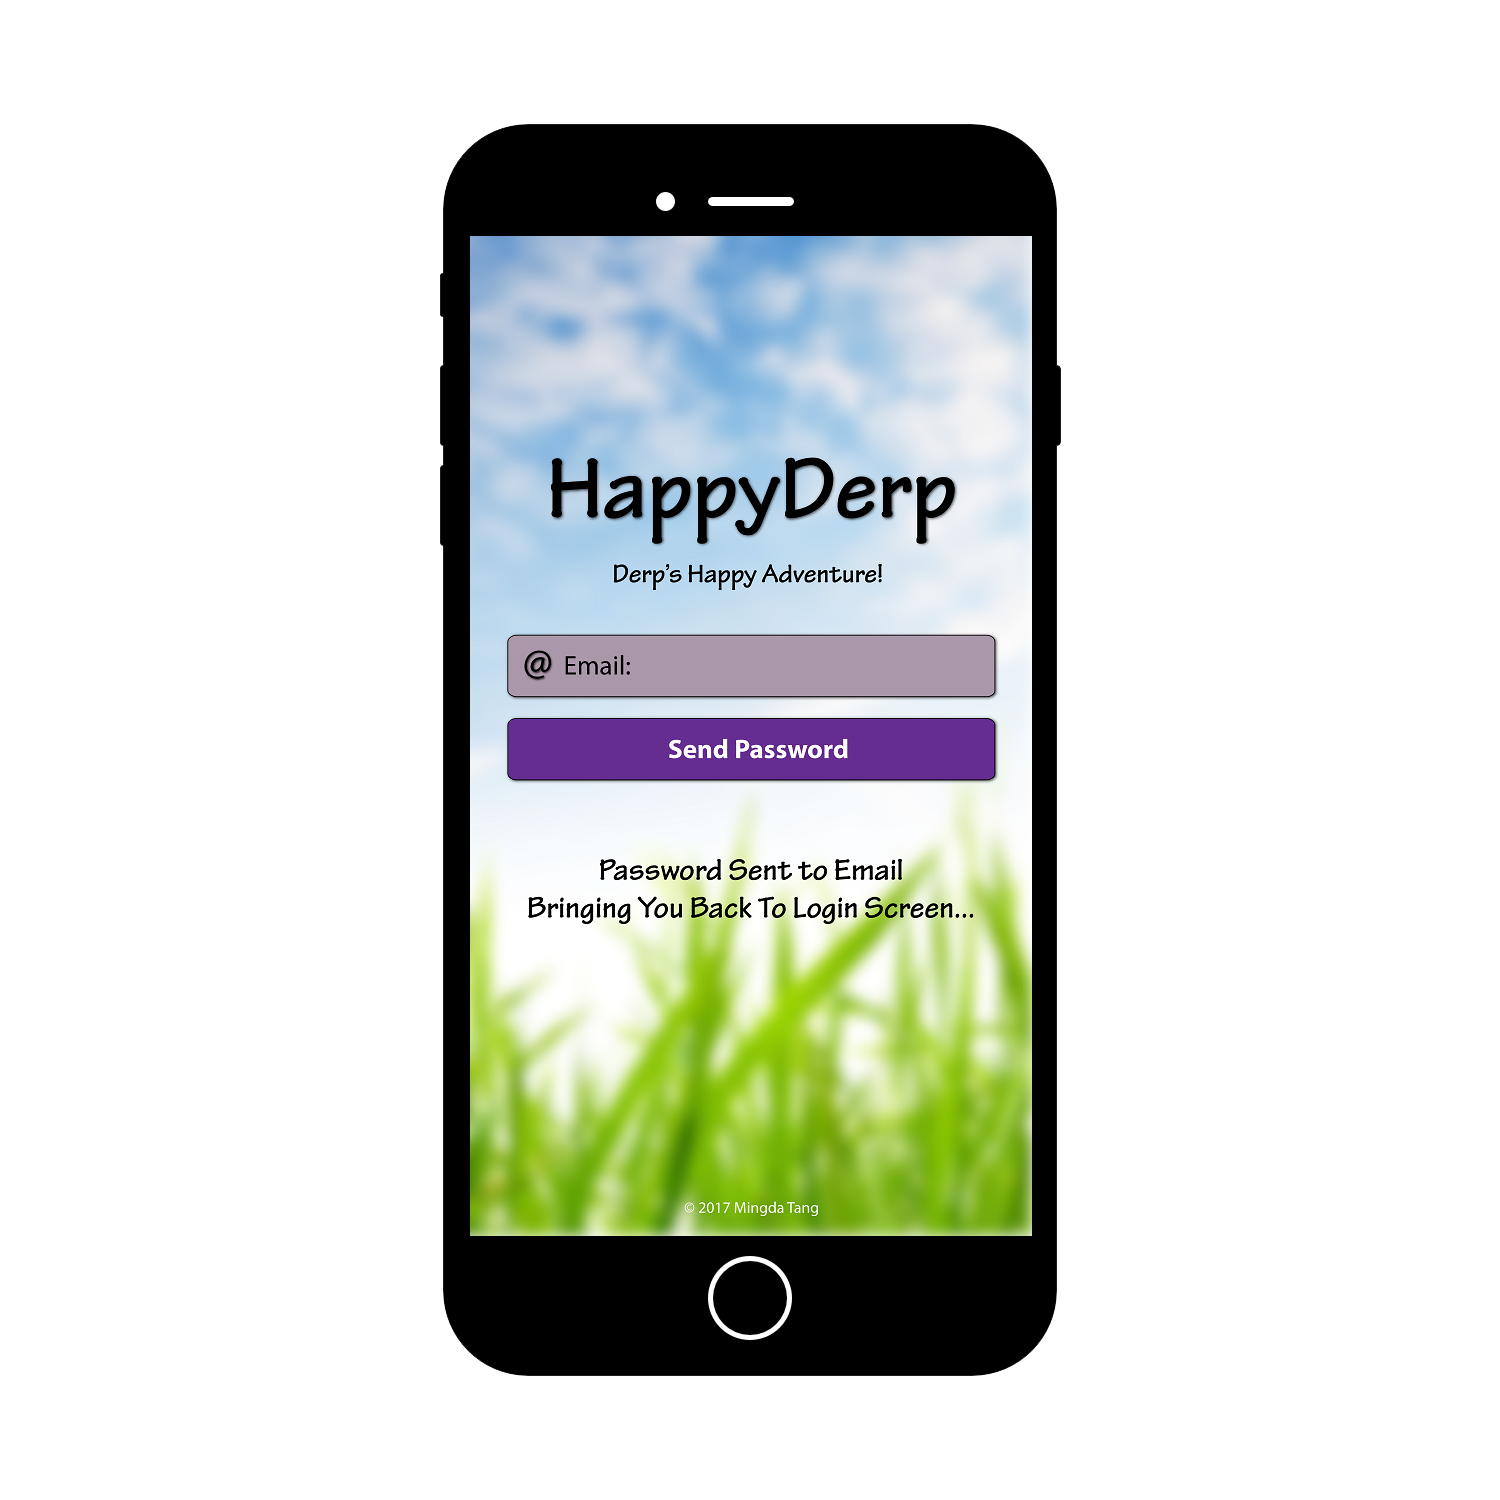 HappyDerp
Derp's Happy Adventure!
@ Email:
Send Password
Password Sent to Email
Bringing You Back To Login Screen...
© 2017 Mingda Tang